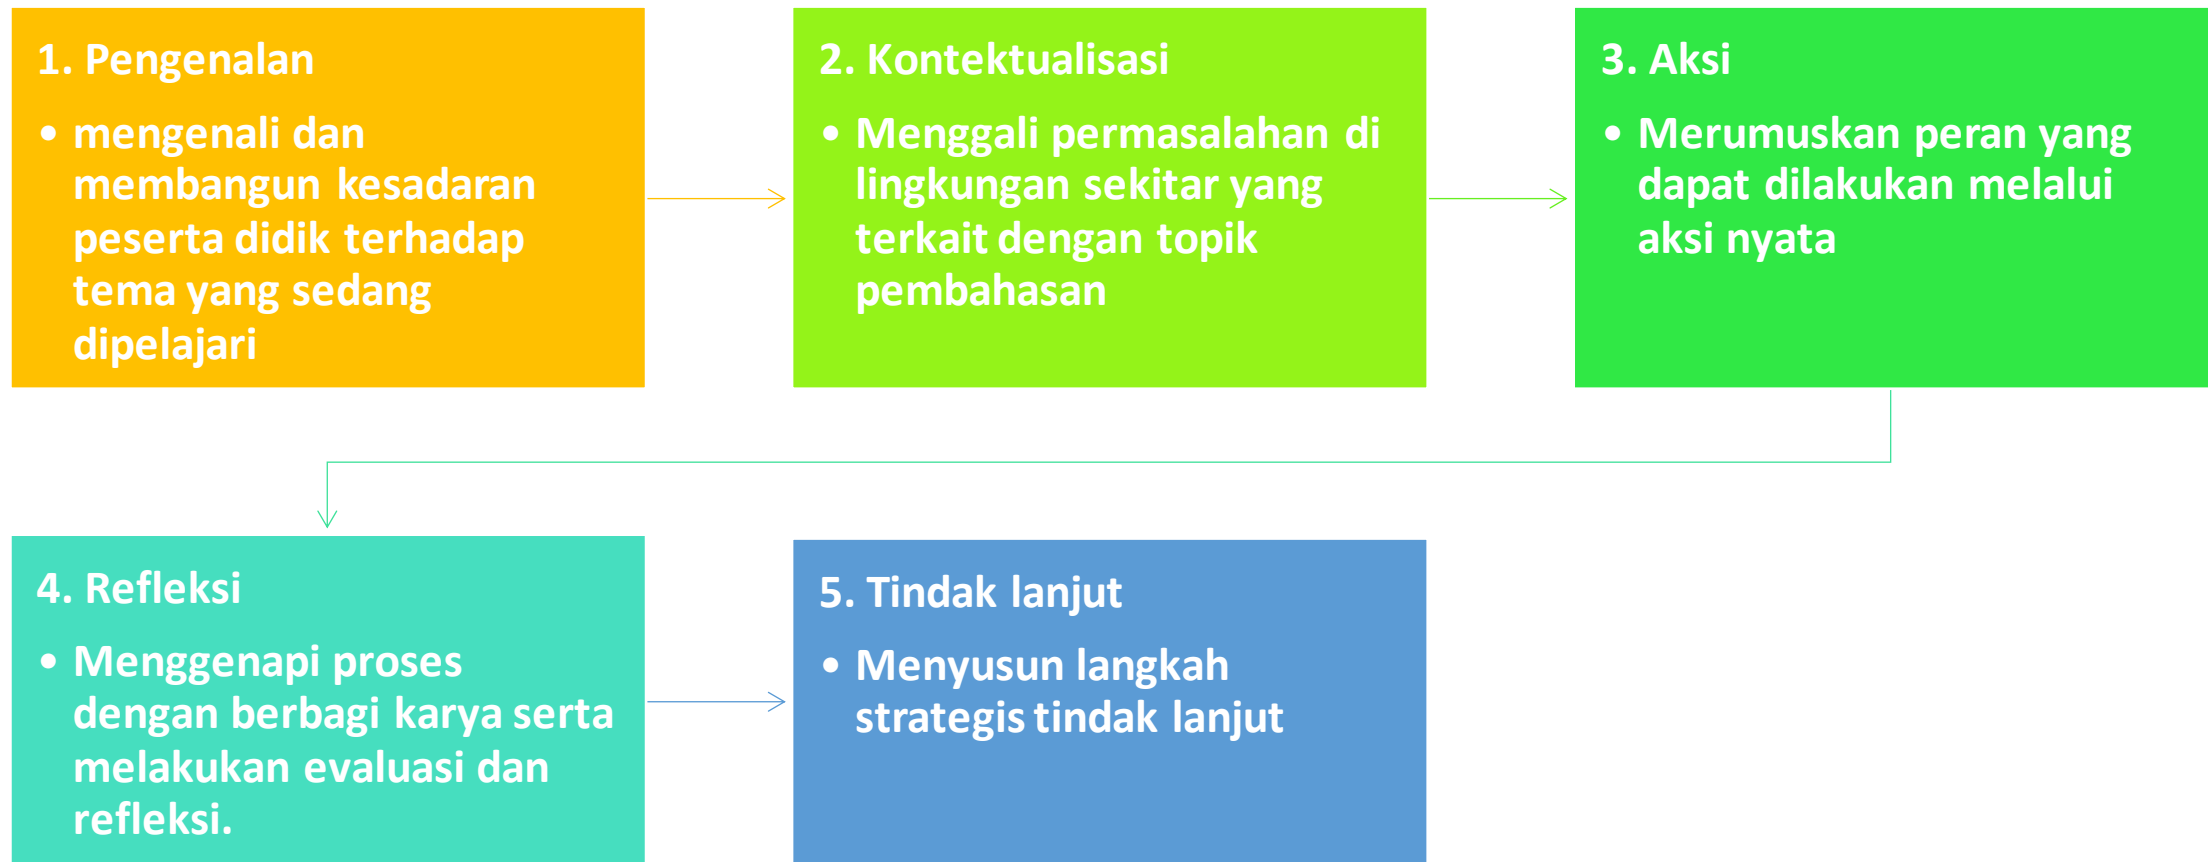 1. Pengenalan
• mengenali dan
membangun kesadaran
peserta didik terhadap
tema yang sedang
dipelajari
2. Kontektualisasi
• Menggali permasalahan di
lingkungan sekitar yang
terkait dengan topik
pembahasan
3. Aksi
• Merumuskan peran yang
dapat dilakukan melalui
aksi nyata
4. Refleksi
• Menggenapi proses
dengan berbagi karya serta
melakukan evaluasi dan
refleksi.
5. Tindak lanjut
• Menyusun langkah
strategis tindak lanjut